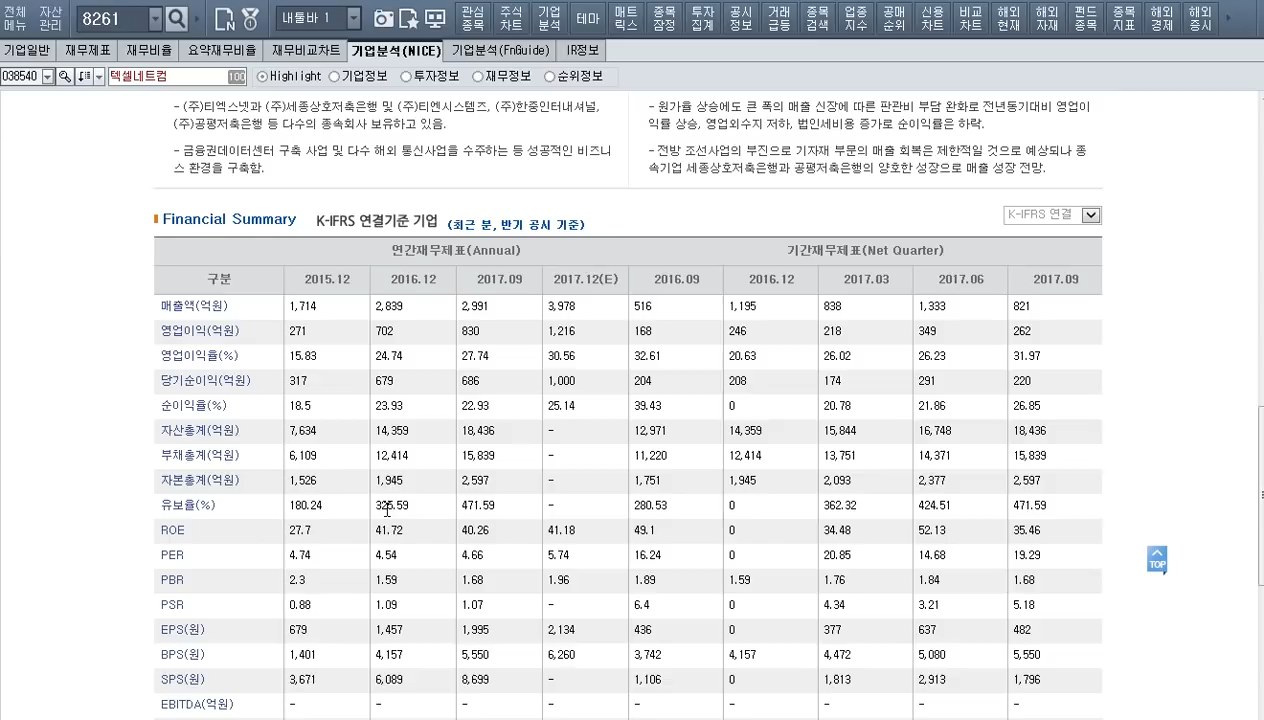 전체 자산 8261 내툴바 1 관심 주식 기업 테마 매트 종목 공시 투자 거래 종목 업종 공매 신용 비교 해외 해외 펀드 종목 해외 해외
메뉴 관리 종목 차트 분석 릭스 잠정 정보 집계 급등 검색 지수 순위 차트 차트 현재 자재 종목 지표 경제 증시
기업일반 재무제표 재무비율 요약재무비율 재무비교차트 기업분석(NICE) 기업분석(FnGuide) IR정보
038540 텍셀네트컴 100 Highlight 기업정보 투자정보 재무정보 순위정보
- (주)티엑스넷과 (주)세종상호저축은행 및 (주)티엔시스템즈, (주)한중인터내셔널,
(주)공평저축은행 등 다수의 종속회사 보유하고 있음.
- 금융권데이터센터 구축 사업 및 다수 해외 통신사업을 수주하는 등 성공적인 비즈니
스 환경을 구축함.
- 원가율 상승에도 큰 폭의 매출 신장에 따른 판관비 부담 완화로 전년동기대비 영업이
익률 상승, 영업외수지 저하, 법인세비용 증가로 순이익률은 하락.
- 전방 조선사업의 부진으로 기자재 부문의 매출 회복은 제한적일 것으로 예상되나 종
속기업 세종상호저축은행과 공평저축은행의 양호한 성장으로 매출 성장 전망.
Financial Summary K-IFRS 연결기준 기업 (최근 분, 반기 공시 기준) K-IFRS 연결
연간재무제표(Annual) 기간재무제표(Net Quarter)
구분 2015.12 2016.12 2017.09 2017.12(E) 2016.09 2016.12 2017.03 2017.06 2017.09
매출액(억원) 1,714 2,839 2,991 3,978 516 1,195 838 1,333 821
영업이익(억원) 271 702 830 1,216 168 246 218 349 262
영업이익률(%) 15.83 24.74 27.74 30.56 32.61 20.63 26.02 26.23 31.97
당기순이익(억원) 317 679 686 1,000 204 208 174 291 220
순이익률(%) 18.5 23.93 22.93 25.14 39.43 0 20.78 21.86 26.85
자산총계(억원) 7,634 14,359 18,436 - 12,971 14,359 15,844 16,748 18,436
부채총계(억원) 6,109 12,414 15,839 - 11,220 12,414 13,751 14,371 15,839
자본총계(억원) 1,526 1,945 2,597 - 1,751 1,945 2,093 2,377 2,597
유보율(%) 180.24 471.59 - 280.53 0 362.32 424.51 471.59
ROE 27.7 41.72 40.26 41.18 49.1 0 34.48 52.13 35.46
PER 4.74 4.54 4.66 5.74 16.24 0 20.85 14.68 19.29
PBR 2.3 1.59 1.68 1.96 1.89 1.59 1.76 1.84 1.68
PSR 0.88 1.09 1.07 - 6.4 0 4.34 3.21 5.18
EPS(원) 679 1,457 1,995 2,134 436 0 377 637 482
BPS(원) 1,401 4,157 5,550 6,260 3,742 4,157 4,472 5,080 5,550
SPS(원) 3,671 6,089 8,699 - 1,106 0 1,813 2,913 1,796
EBITDA(억원) - - - - - - - - -
TOP